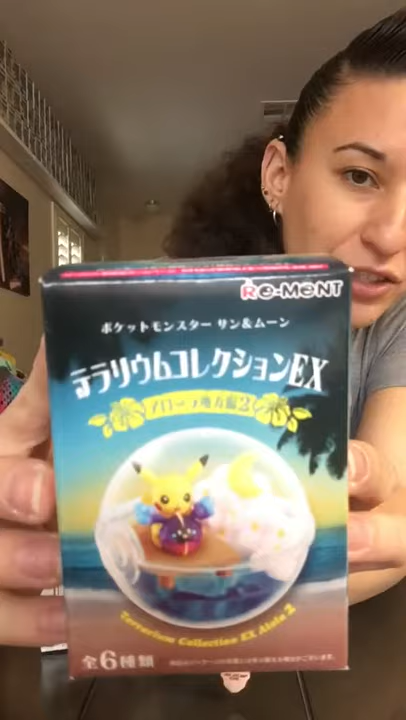 RE-MENT
ポケットモンスター サン&ムーン
テラリウムコレクションEX
アローラ地方編2
Terrarium Collection EX Alola 2
全6種類